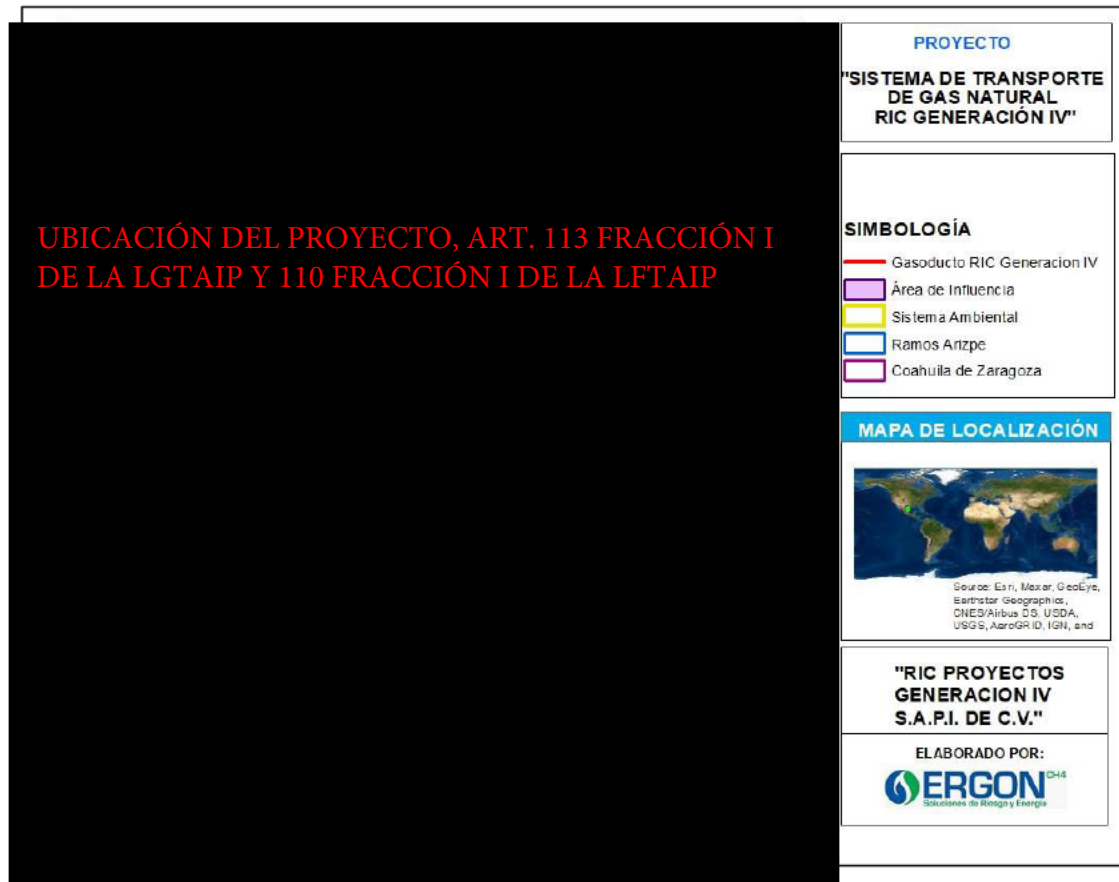 UBICACIÓN DEL PROYECTO, ART. 113 FRACCIÓN I
DE LA LGTAIP Y 110 FRACCIÓN I DE LA LFTAIP
PROYECTO
"SISTEMA DE TRANSPORTE
DE GAS NATURAL
RIC GENERACIÓN IV"
SIMBOLOGÍA
Gasoducto RIC Generacion IV
Área de Influencia
Sistema Ambiental
Ramos Arizpe
Coahuila de Zaragoza
MAPA DE LOCALIZACIÓN
Source: Esri, Maxar, GeoEye,
Earthstar Geographics,
CNES/Airbus DS, USDA,
USGS, AeroGRID, IGN, and
"RIC PROYECTOS
GENERACION IV
S.A.P.I. DE C.V."
ELABORADO POR:
ERGON CH4
Soluciones de Riesgo y Energía